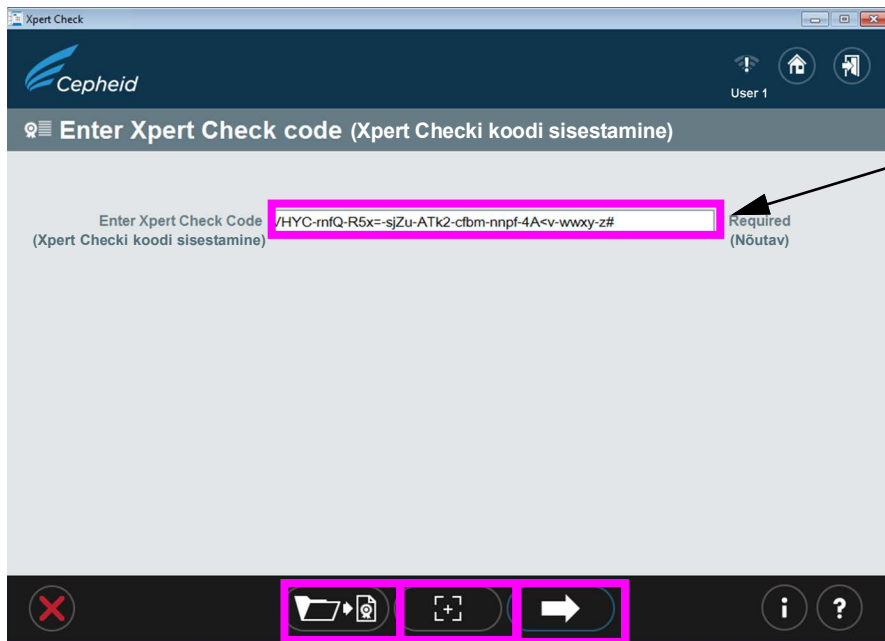 Xpert Check
Cepheid
User 1
Enter Xpert Check code (Xpert Checki koodi sisestamine)
Enter Xpert Check Code
(Xpert Checki koodi sisestamine)
/HYC-rnfQ-R5x=-sjZu-ATk2-cfbm-nnpf-4A<v-wwxy-z#
Required
(Nõutav)
i ?